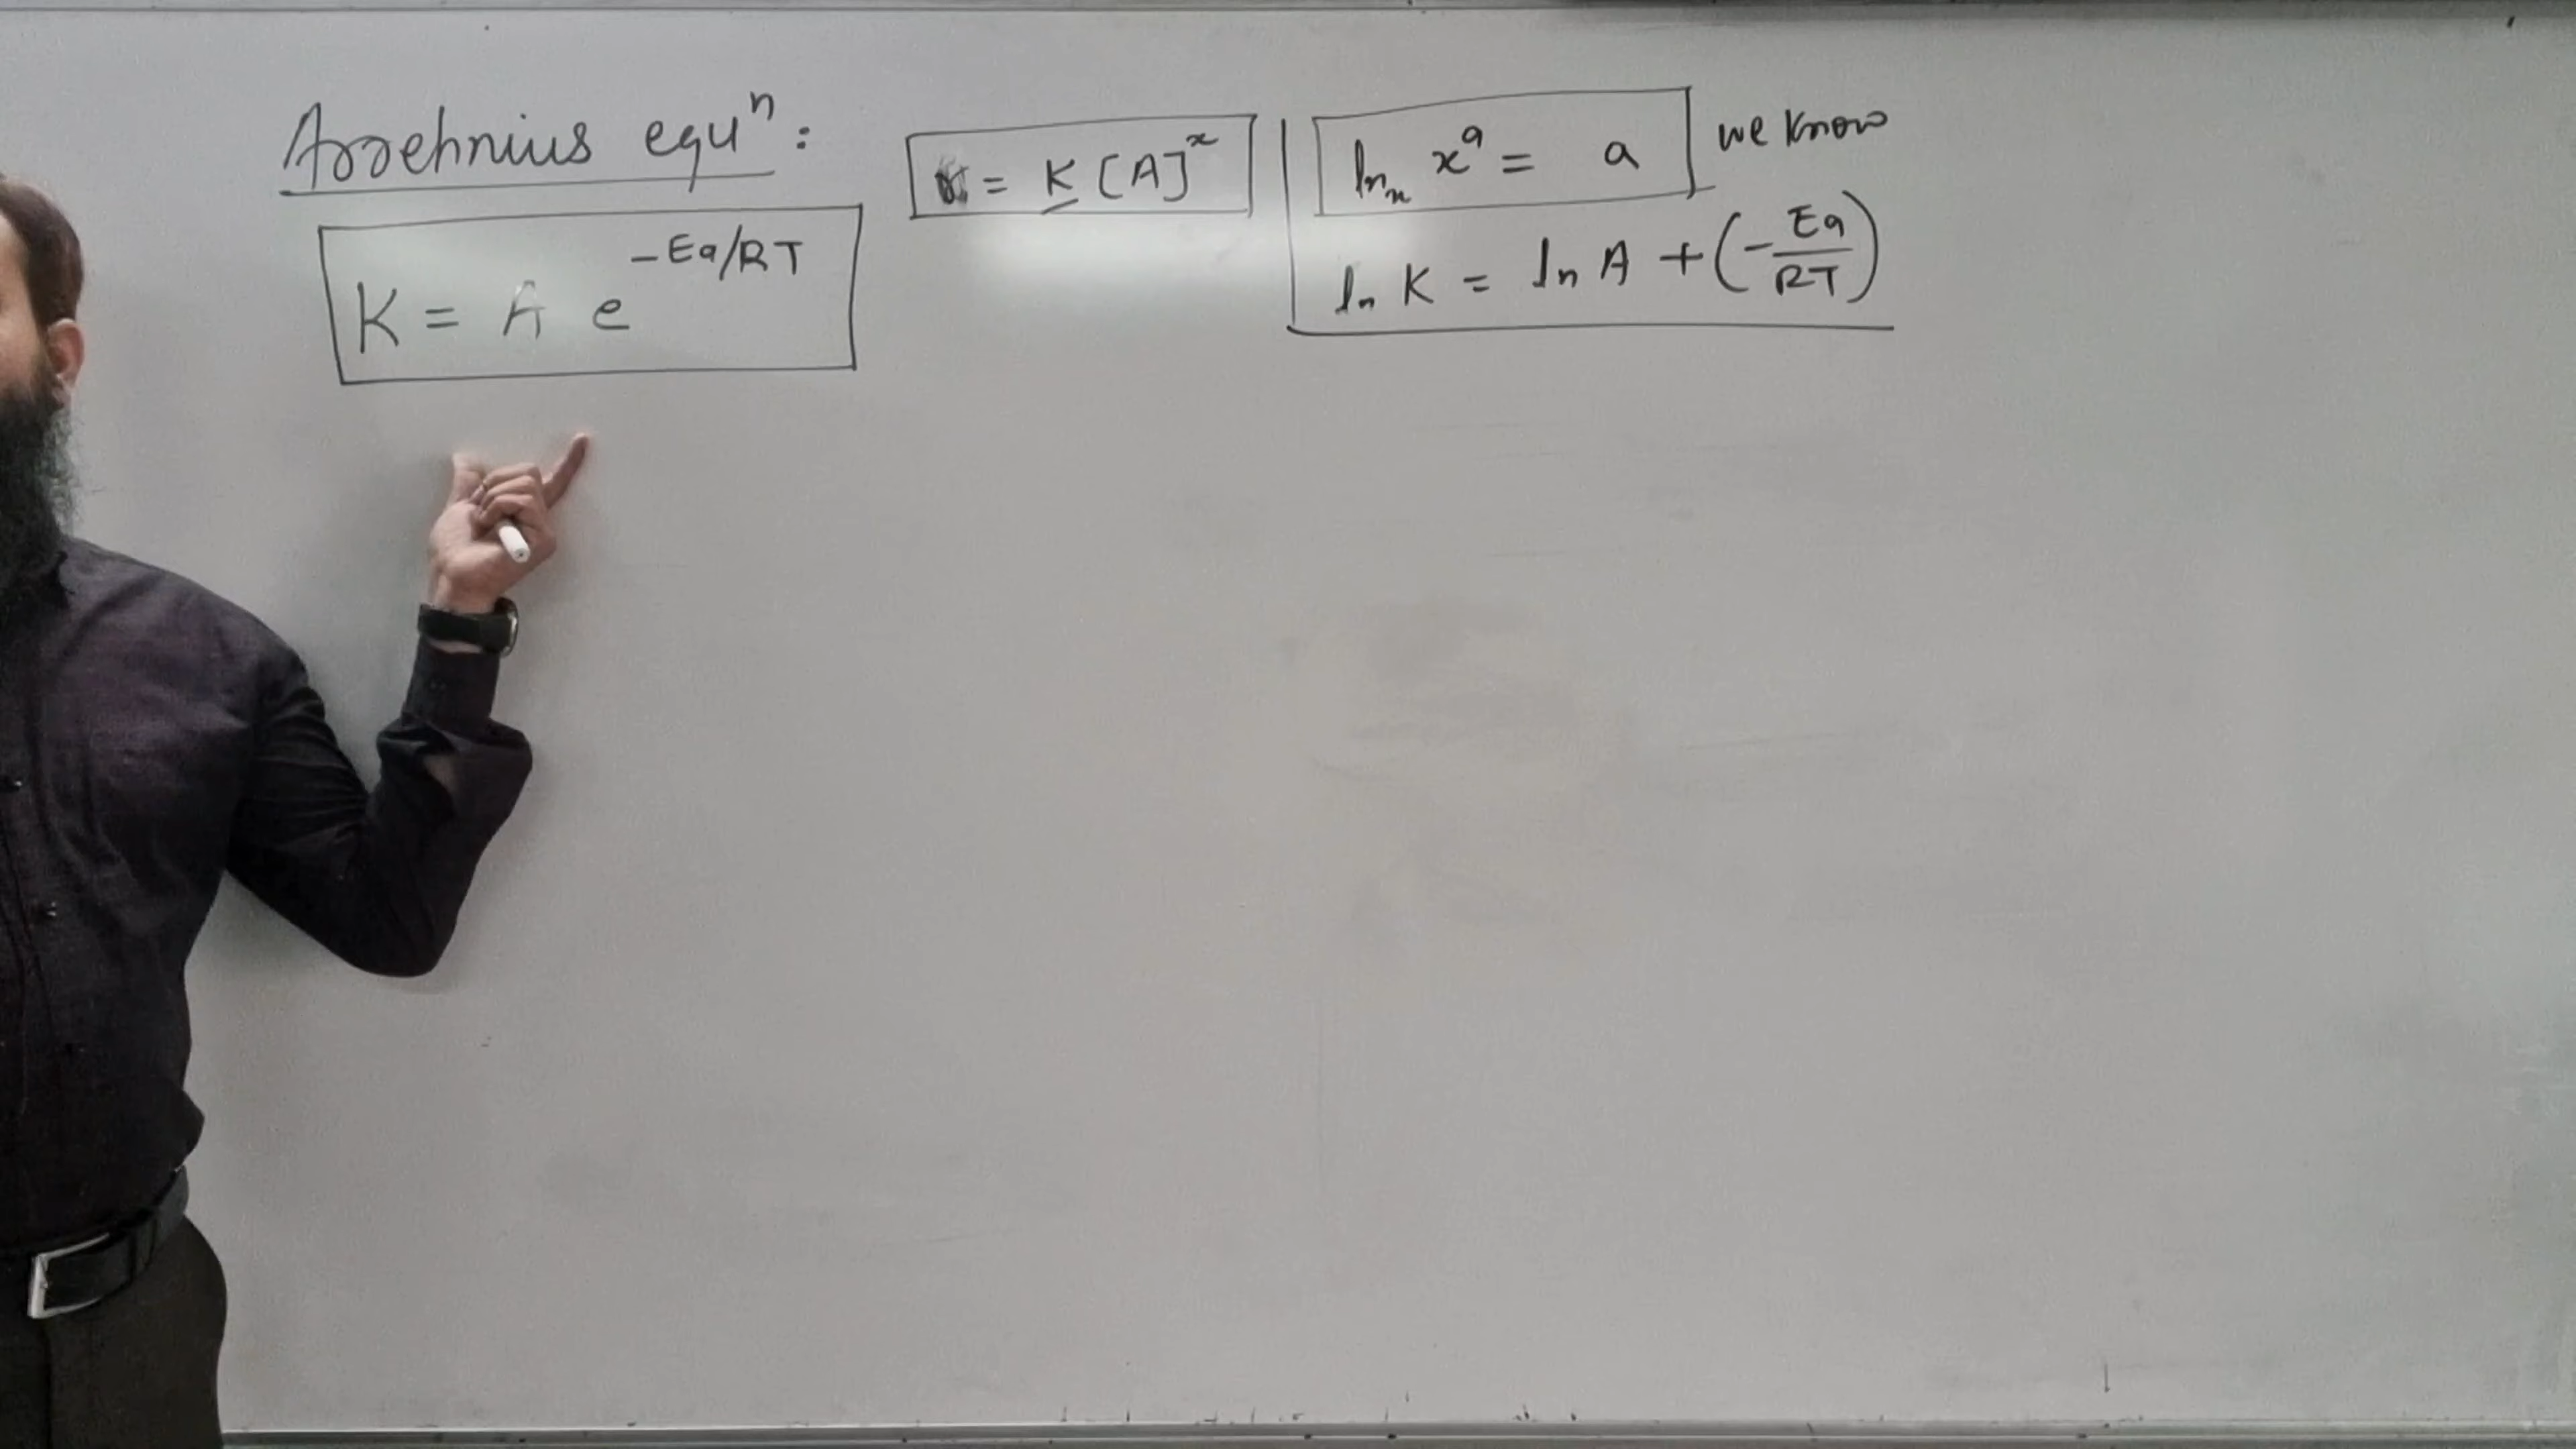 Arrehnius equⁿ :
K = A e^(-Ea/RT)
r = K [A]^x
lnₓ x^a = a we know
ln K = ln A + (-Ea/RT)